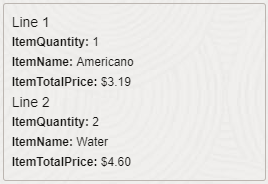 Line 1
ItemQuantity: 1
ItemName: Americano
ItemTotalPrice: $3.19
Line 2
ItemQuantity: 2
ItemName: Water
ItemTotalPrice: $4.60